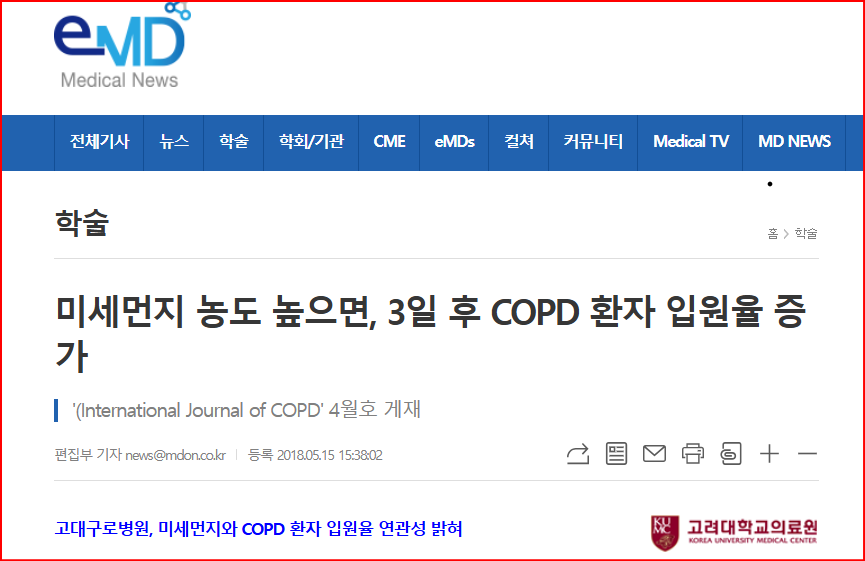 eMD
Medical News
전체기사 뉴스 학술 학회/기관 CME eMDs 컬쳐 커뮤니티 Medical TV MD NEWS
학술
홈 > 학술
미세먼지 농도 높으면, 3일 후 COPD 환자 입원율 증
가
'(International Journal of COPD' 4월호 게재
편집부 기자 news@mdon.co.kr | 등록 2018.05.15 15:38:02
고대구로병원, 미세먼지와 COPD 환자 입원율 연관성 밝혀
KU
MC
고려대학교의료원
KOREA UNIVERSITY MEDICAL CENTER